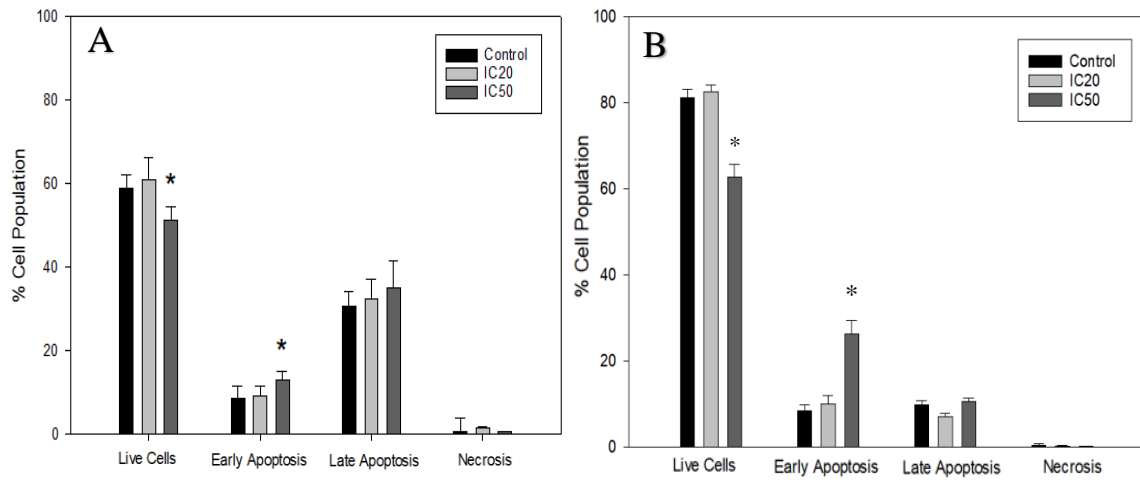 A
Control
IC20
IC50
% Cell Population
100
80
60
40
20
0
*
*
Live Cells Early Apoptosis Late Apoptosis Necrosis
B
Control
IC20
IC50
% Cell Population
100
80
60
40
20
0
*
*
Live Cells Early Apoptosis Late Apoptosis Necrosis